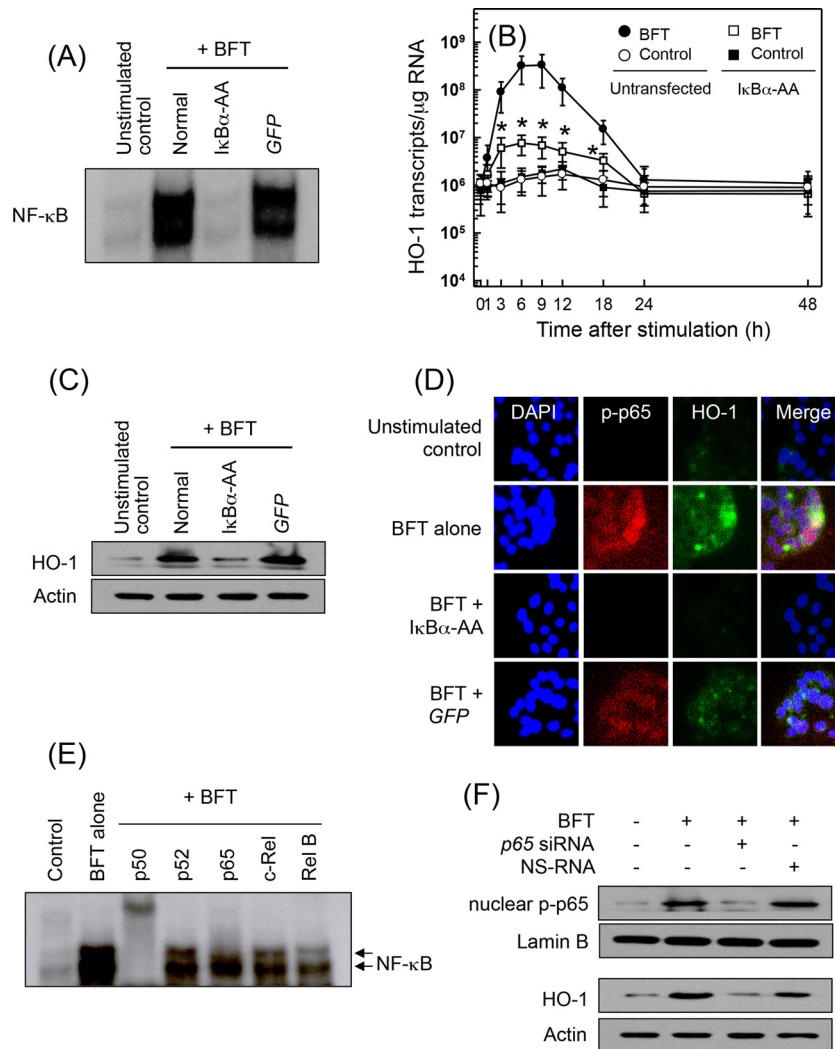 (A)
+ BFT
Unstimulated control
Normal
IκBα-AA
GFP
NF-κB
(B)
HO-1 transcripts/μg RNA
10⁹
10⁸
10⁷
10⁶
10⁵
10⁴
BFT
Control
Untransfected
BFT
Control
IκBα-AA
* * * * *
0 1 3 6 9 12 18 24 48
Time after stimulation (h)
(C)
+ BFT
Unstimulated control
Normal
IκBα-AA
GFP
HO-1
Actin
(D)
DAPI p-p65 HO-1 Merge
Unstimulated
control
BFT alone
BFT +
IκBα-AA
BFT +
GFP
(E)
+ BFT
Control
BFT alone
p50
p52
p65
c-Rel
Rel B
NF-κB
(F)
BFT - + + +
p65 siRNA - - + -
NS-RNA - - - +
nuclear p-p65
Lamin B
HO-1
Actin